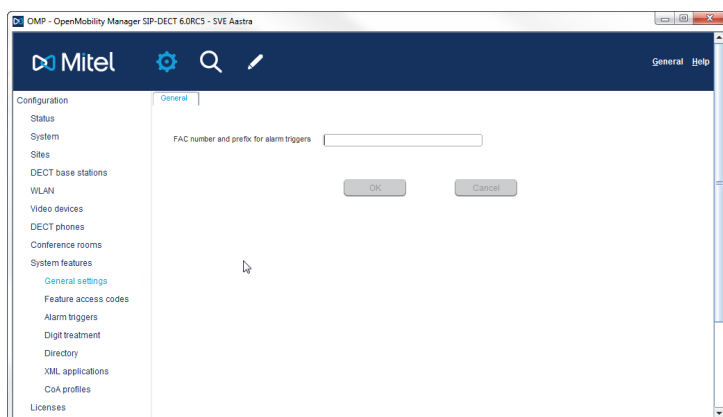 OMP - OpenMobility Manager SIP-DECT 6.0RC5 - SVE Aastra
Mitel
General Help
Configuration
General
Status
System
FAC number and prefix for alarm triggers
Sites
DECT base stations
WLAN
OK Cancel
Video devices
DECT phones
Conference rooms
System features
General settings
Feature access codes
Alarm triggers
Digit treatment
Directory
XML applications
CoA profiles
Licenses